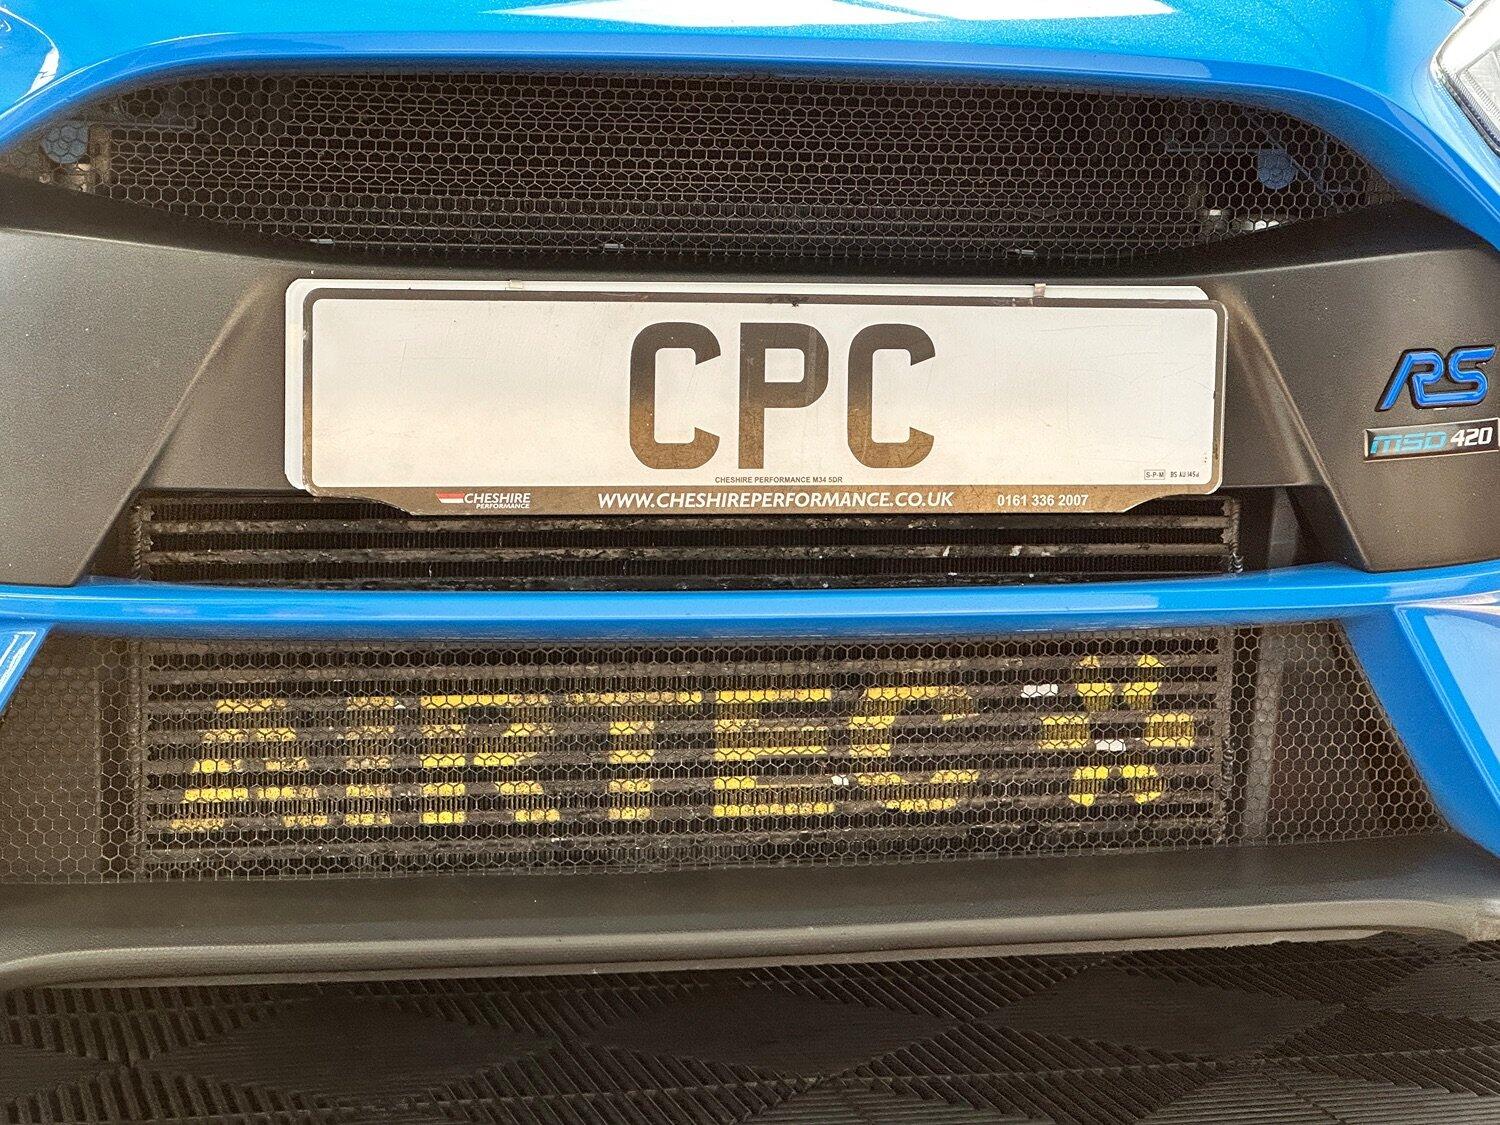 CPC
RS
MSD 420
CHESHIRE PERFORMANCE M34 5DR
S-P-M BS AU 145d
CHESHIRE
PERFORMANCE
WWW.CHESHIREPERFORMANCE.CO.UK
0161 336 2007
AIRTEC